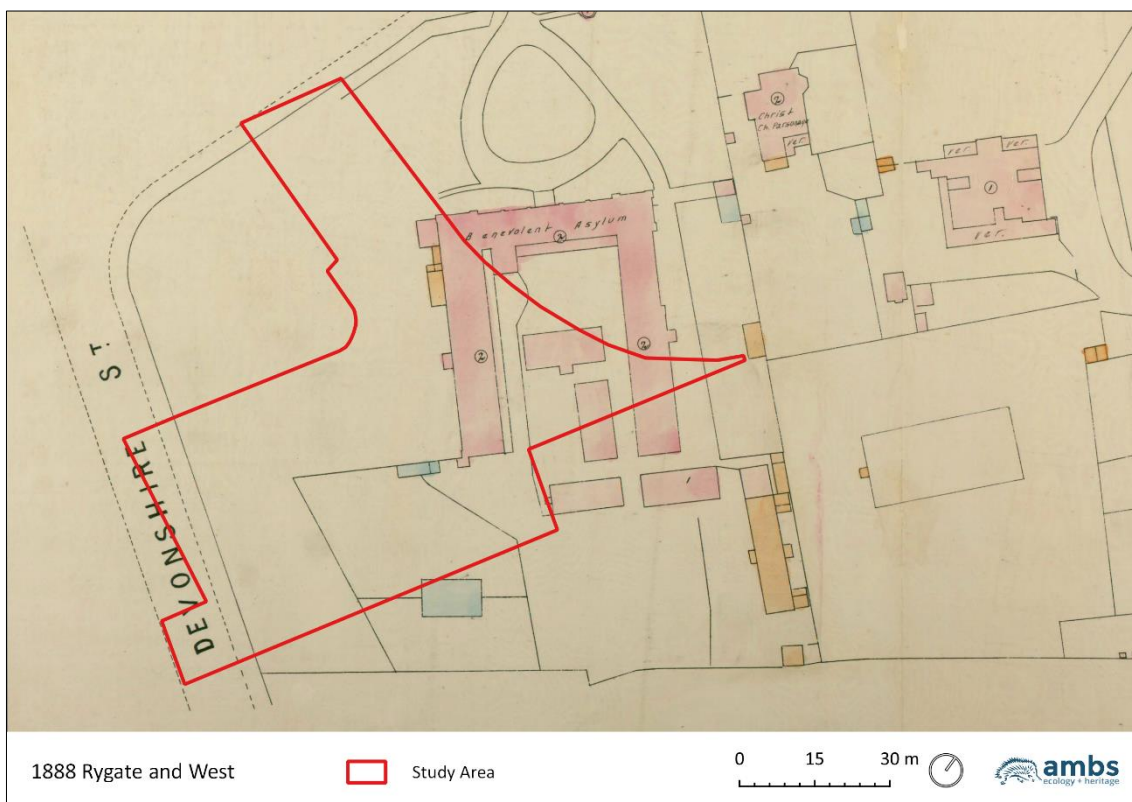 ②
Christ
Ch. Parsonage
ver.
ver.
ver.
①
ver.
Benevolent Asylum
②
②
②
1
DEVONSHIRE ST.
1888 Rygate and West
Study Area
0 15 30 m
ambs
ecology + heritage